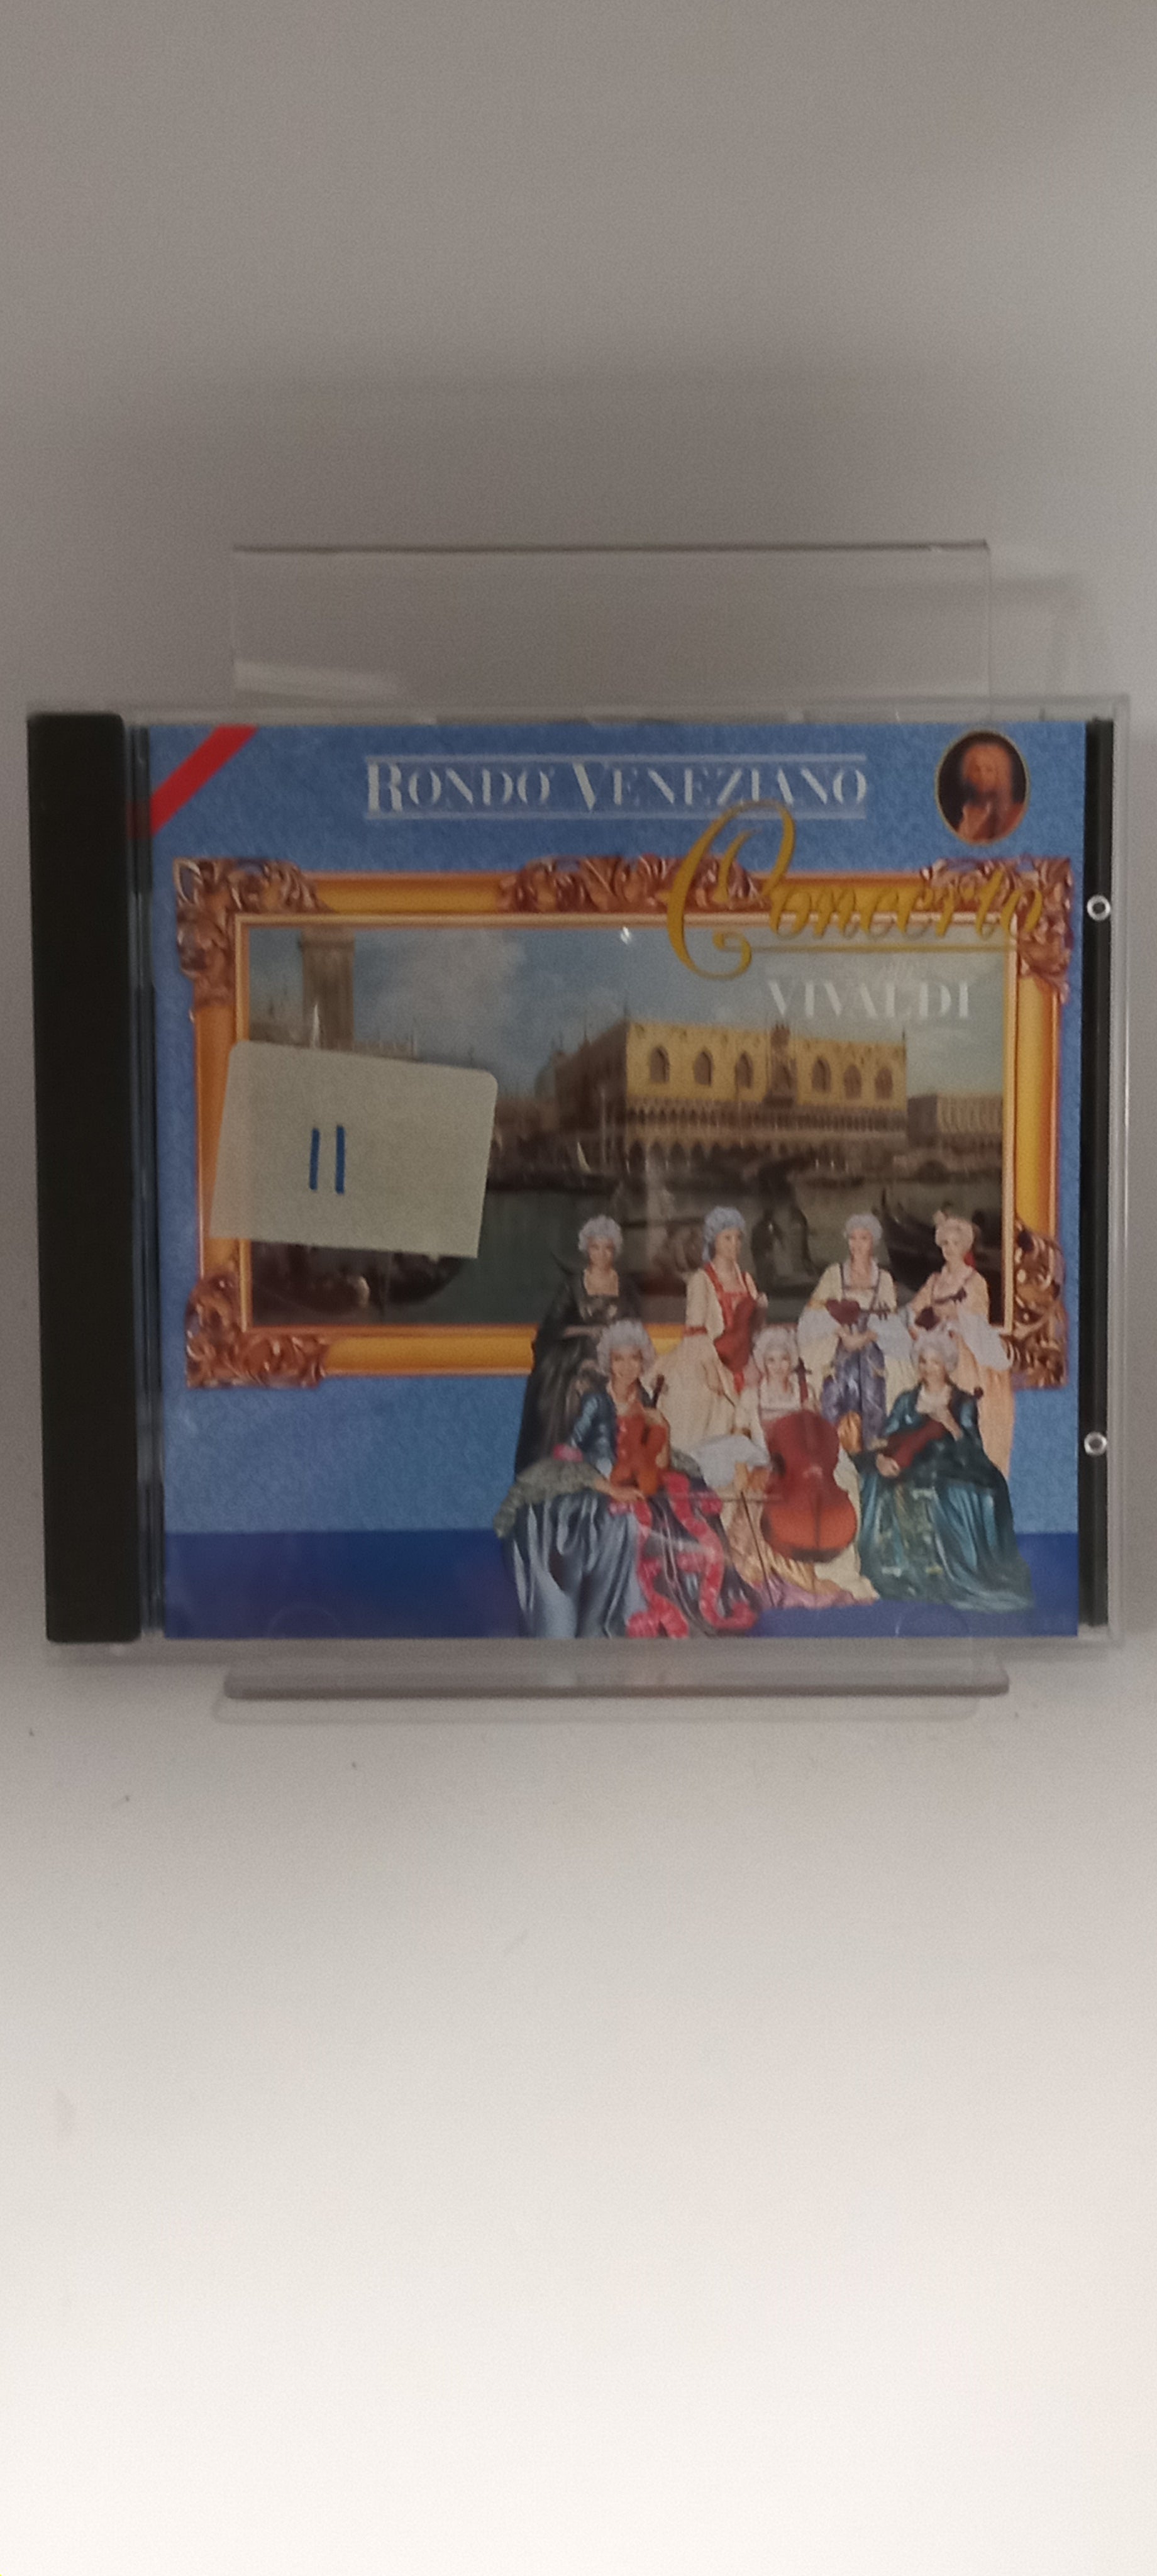 RONDO' VENEZIANO
Concerto
VIVALDI
11